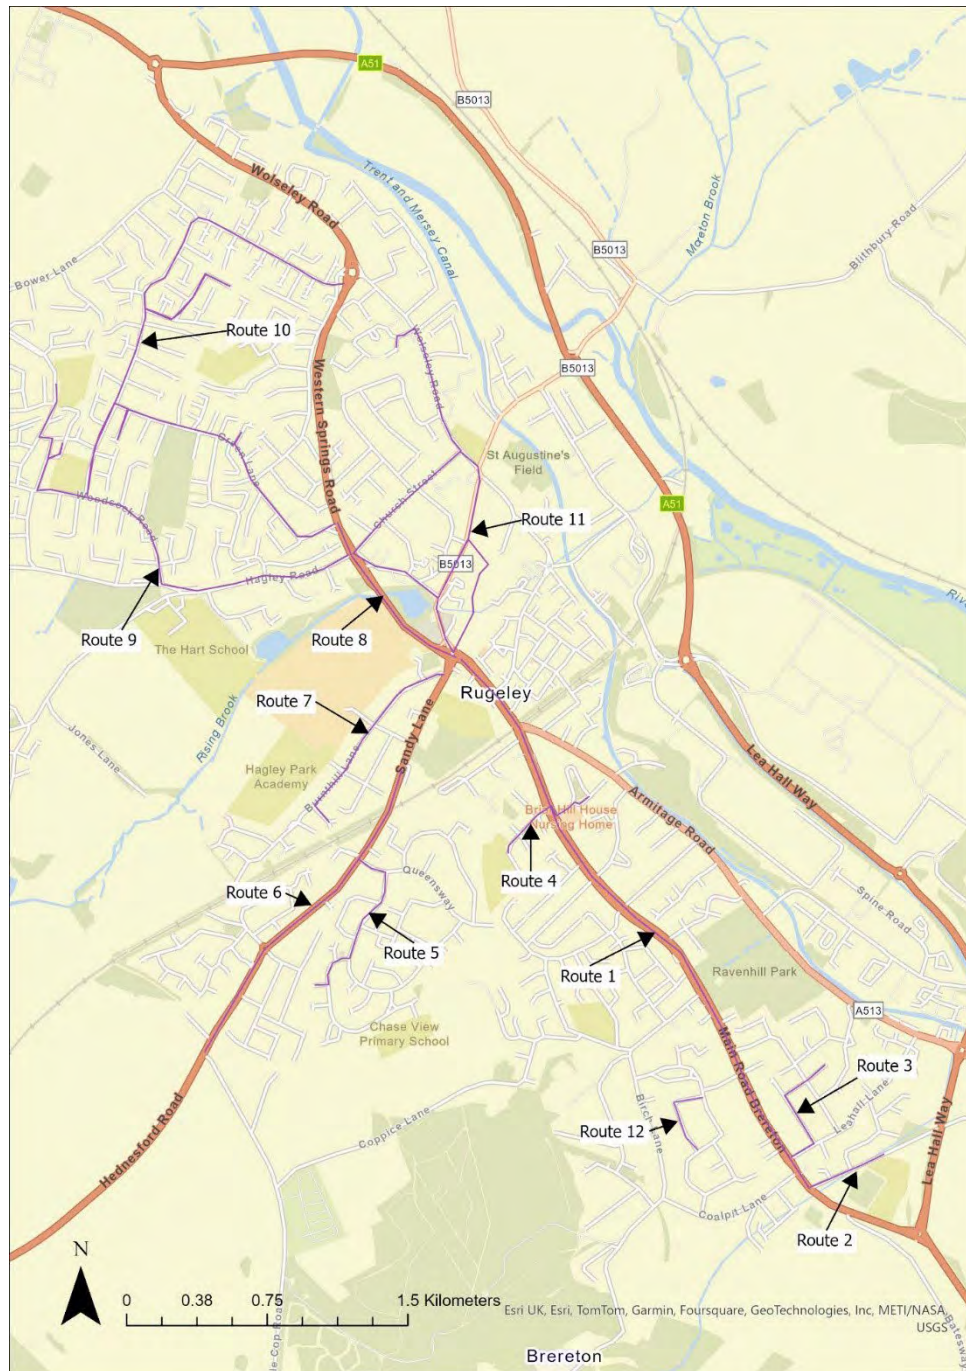 A51
B5013
Wolseley Road
Trent and Mersey Canal
Moreton Brook
B5013
Blithbury Road
Bower Lane
Route 10
Wolseley Road
B5013
Western Springs Road
Green Lane
St Augustine's
Field
Church Street
A51
Woodcock Road
Route 11
B5013
Hagley Road
Route 9
Route 8
The Hart School
Rugeley
Route 7
Rising Brook
Jones Lane
Sandy Lane
Hagley Park
Academy
Burnthill Lane
Lea Hall Way
Armitage Road
Nursing Home
Route 4
Queensway
Route 6
Spine Road
Route 5
Route 1
Ravenhill Park
A513
Chase View
Primary School
Main Road Brereton
Route 3
Hednesford Road
Coppice Lane
Birch Lane
Leahall Lane
Route 12
Lea Hall Way
Coalpit Lane
Route 2
N
0 0.38 0.75 1.5 Kilometers
Esri UK, Esri, TomTom, Garmin, Foursquare, GeoTechnologies, Inc, METI/NASA,
USGS
Brereton